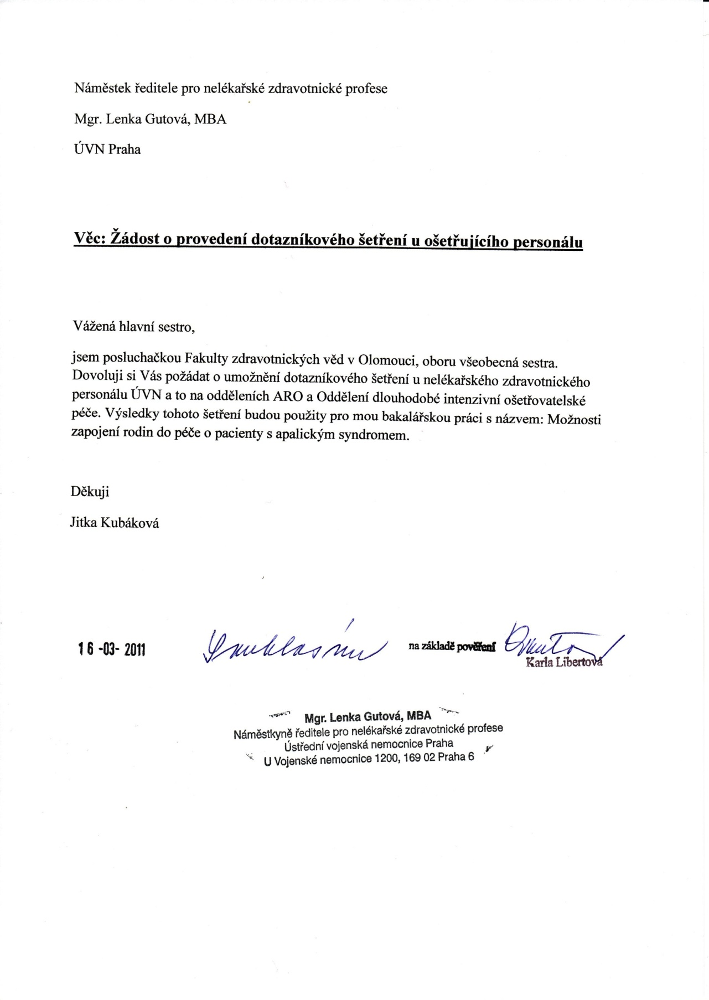 Náměstek ředitele pro nelékařské zdravotnické profese
Mgr. Lenka Gutová, MBA
ÚVN Praha
Věc: Žádost o provedení dotazníkového šetření u ošetřujícího personálu
Vážená hlavní sestro,
jsem posluchačkou Fakulty zdravotnických věd v Olomouci, oboru všeobecná sestra.
Dovoluji si Vás požádat o umožnění dotazníkového šetření u nelékařského zdravotnického
personálu ÚVN a to na odděleních ARO a Oddělení dlouhodobé intenzivní ošetřovatelské
péče. Výsledky tohoto šetření budou použity pro mou bakalářskou práci s názvem: Možnosti
zapojení rodin do péče o pacienty s apalickým syndromem.
Děkuji
Jitka Kubáková
16 -03- 2011 Souhlasím na základě pověření
Karla Libertová
Mgr. Lenka Gutová, MBA
Náměstkyně ředitele pro nelékařské zdravotnické profese
Ústřední vojenská nemocnice Praha
U Vojenské nemocnice 1200, 169 02 Praha 6